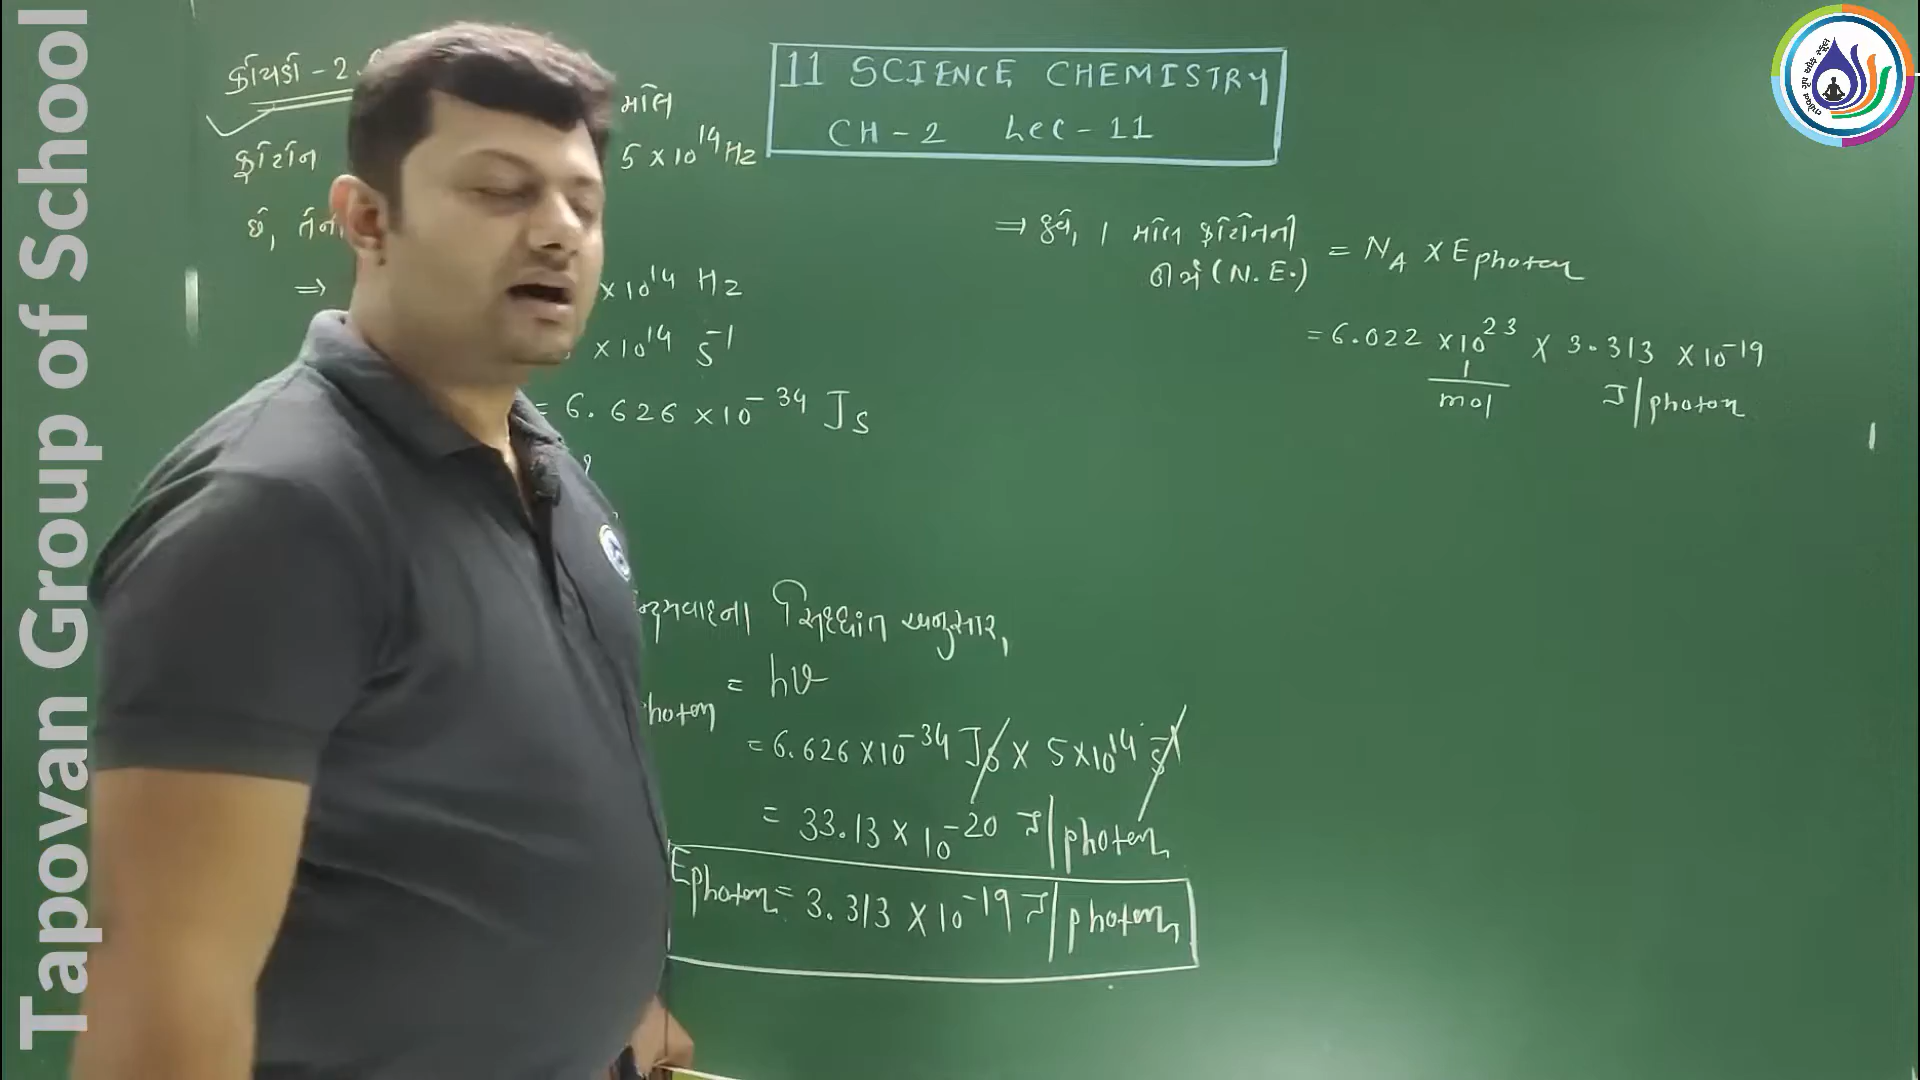 Tapovan Group of School
11 SCIENCE CHEMISTRY
CH - 2 Lec - 11
કોયડો - 2.
મોલ
ફોટોન
5 × 10¹⁴ Hz
છે, તેની
⇒ × 10¹⁴ Hz
× 10¹⁴ s⁻¹
= 6.626 × 10⁻³⁴ Js
સિદ્ધાંત અનુસાર,
photon = hν
= 6.626 × 10⁻³⁴ Js × 5 × 10¹⁴ s⁻¹
= 33.13 × 10⁻²⁰ J/photon
Ephoton = 3.313 × 10⁻¹⁹ J/photon
⇒ હવે, 1 મોલ ફોટોનની
ઊર્જા (N.E.) = N_A × Ephoton
= 6.022 × 10²³ × 3.313 × 10⁻¹⁹
1/mol J/photon